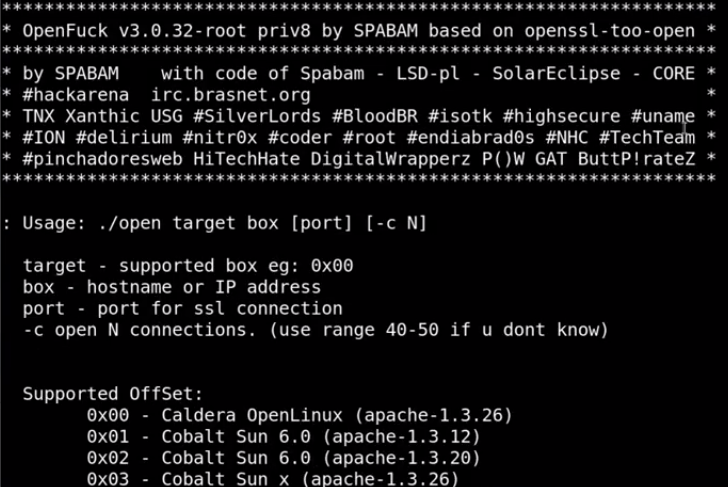 *******************************************************************
* OpenFuck v3.0.32-root priv8 by SPABAM based on openssl-too-open *
*******************************************************************
* by SPABAM    with code of Spabam - LSD-pl - SolarEclipse - CORE *
* #hackarena  irc.brasnet.org                                     *
* TNX Xanthic USG #SilverLords #BloodBR #isotk #highsecure #uname *
* #ION #delirium #nitr0x #coder #root #endiabrad0s #NHC #TechTeam *
* #pinchadoresweb HiTechHate DigitalWrapperz P()W GAT ButtP!rateZ *
*******************************************************************
: Usage: ./open target box [port] [-c N]
target - supported box eg: 0x00
box - hostname or IP address
port - port for ssl connection
-c open N connections. (use range 40-50 if u dont know)
Supported OffSet:
0x00 - Caldera OpenLinux (apache-1.3.26)
0x01 - Cobalt Sun 6.0 (apache-1.3.12)
0x02 - Cobalt Sun 6.0 (apache-1.3.20)
0x03 - Cobalt Sun x (apache-1.3.26)